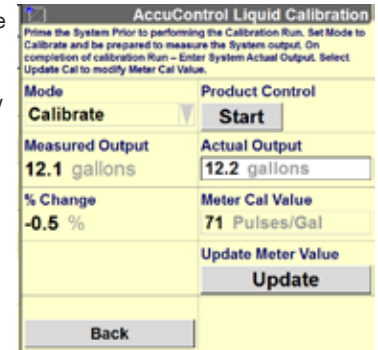 e
AccuControl Liquid Calibration
Prime the System Prior to performing the Calibration Run. Set Mode to
Calibrate and be prepared to measure the System output. On
completion of calibration Run – Enter System Actual Output. Select
Update Cal to modify Meter Cal Value.
Mode
Product Control
Calibrate
Start
Measured Output
Actual Output
12.1 gallons
12.2 gallons
% Change
Meter Cal Value
-0.5 %
71 Pulses/Gal
Update Meter Value
Update
Back